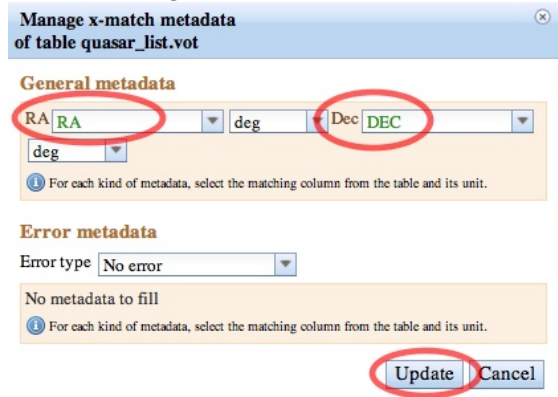 Manage x-match metadata
of table quasar_list.vot
General metadata
RA RA deg Dec DEC
deg
For each kind of metadata, select the matching column from the table and its unit.
Error metadata
Error type No error
No metadata to fill
For each kind of metadata, select the matching column from the table and its unit.
Update Cancel